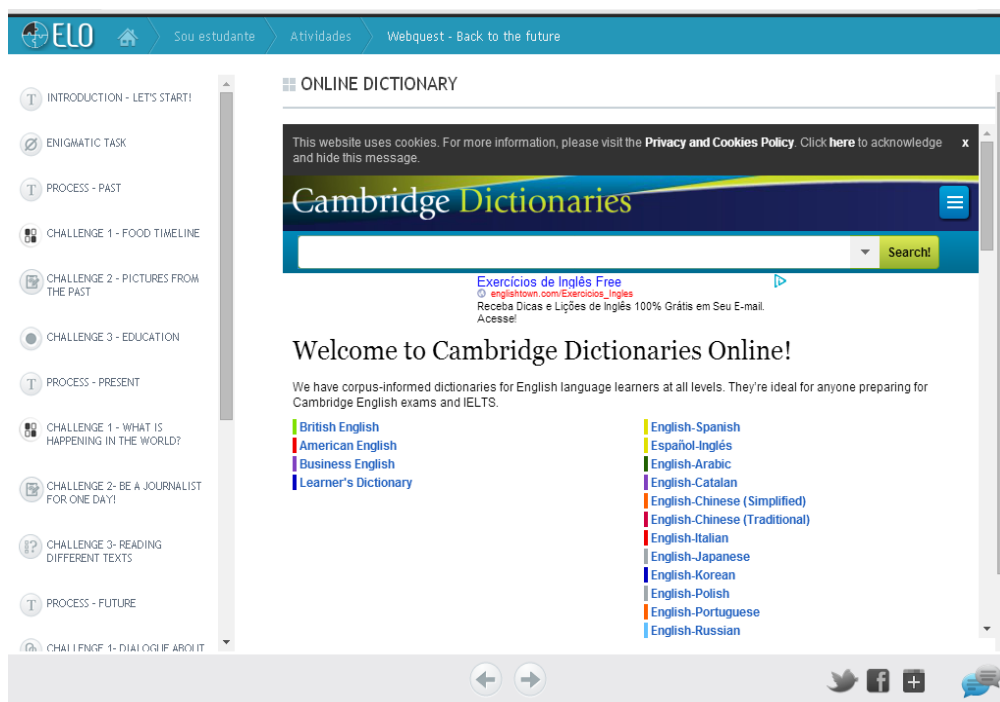 ELO
Sou estudante
Atividades
Webquest - Back to the future
INTRODUCTION - LET'S START!
ENIGMATIC TASK
PROCESS - PAST
CHALLENGE 1 - FOOD TIMELINE
CHALLENGE 2 - PICTURES FROM
THE PAST
CHALLENGE 3 - EDUCATION
PROCESS - PRESENT
CHALLENGE 1 - WHAT IS
HAPPENING IN THE WORLD?
CHALLENGE 2- BE A JOURNALIST
FOR ONE DAY!
CHALLENGE 3- READING
DIFFERENT TEXTS
PROCESS - FUTURE
CHALLENGE 1- DIALOGUE ABOUT
ONLINE DICTIONARY
This website uses cookies. For more information, please visit the Privacy and Cookies Policy. Click here to acknowledge x
and hide this message.
Cambridge Dictionaries
Search!
Exercícios de Inglês Free
englishtown.com/Exercicios_Ingles
Receba Dicas e Lições de Inglês 100% Grátis em Seu E-mail.
Acesse!
Welcome to Cambridge Dictionaries Online!
We have corpus-informed dictionaries for English language learners at all levels. They're ideal for anyone preparing for
Cambridge English exams and IELTS.
British English
American English
Business English
Learner's Dictionary
English-Spanish
Español-Inglés
English-Arabic
English-Catalan
English-Chinese (Simplified)
English-Chinese (Traditional)
English-Italian
English-Japanese
English-Korean
English-Polish
English-Portuguese
English-Russian